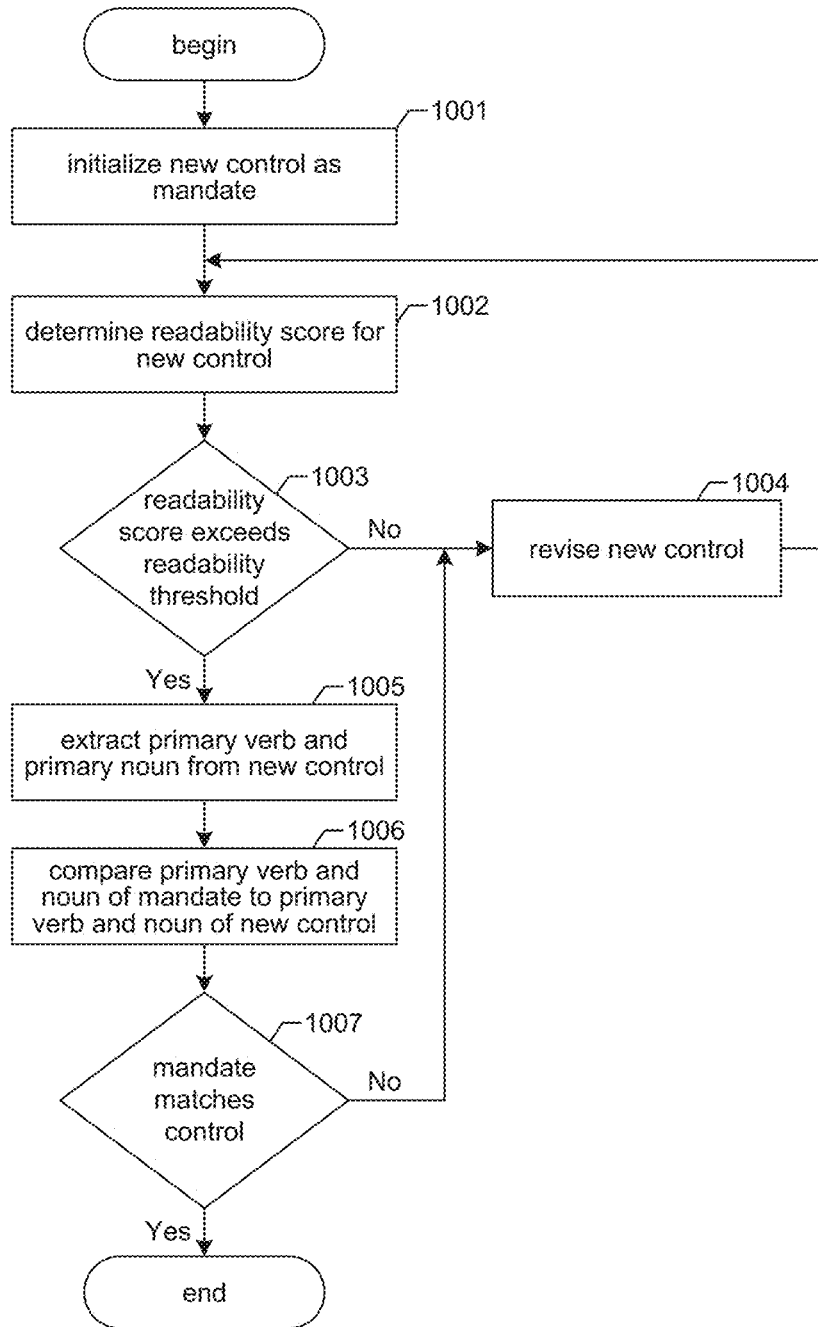 begin
1001
initialize new control as
mandate
1002
determine readability score for
new control
1003
readability
score exceeds
readability
threshold
No
1004
revise new control
Yes
1005
extract primary verb and
primary noun from new control
1006
compare primary verb and
noun of mandate to primary
verb and noun of new control
1007
mandate
matches
control
No
Yes
end